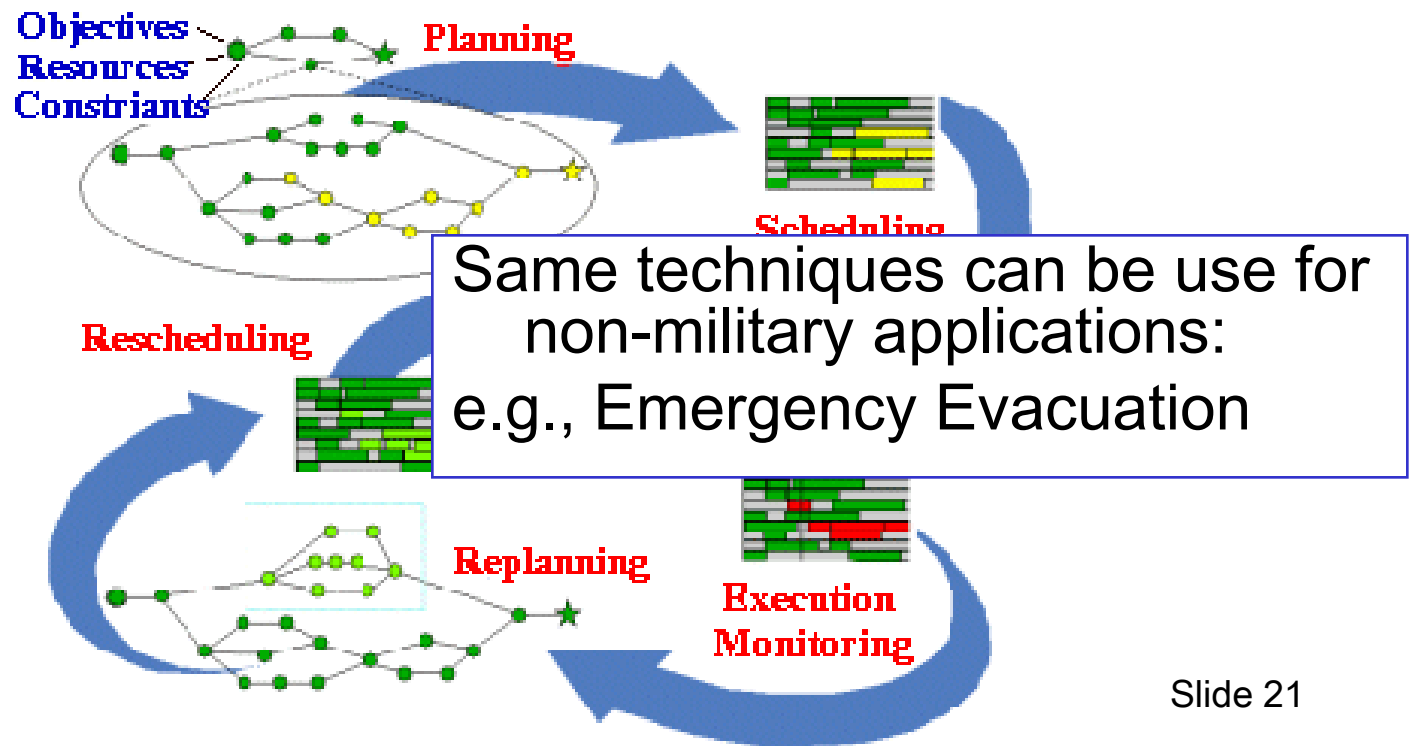 Objectives
Resources
Constriants
Planning
Scheduling
Same techniques can be use for
non-military applications:
e.g., Emergency Evacuation
Rescheduling
Replanning
Execution
Monitoring
Slide 21